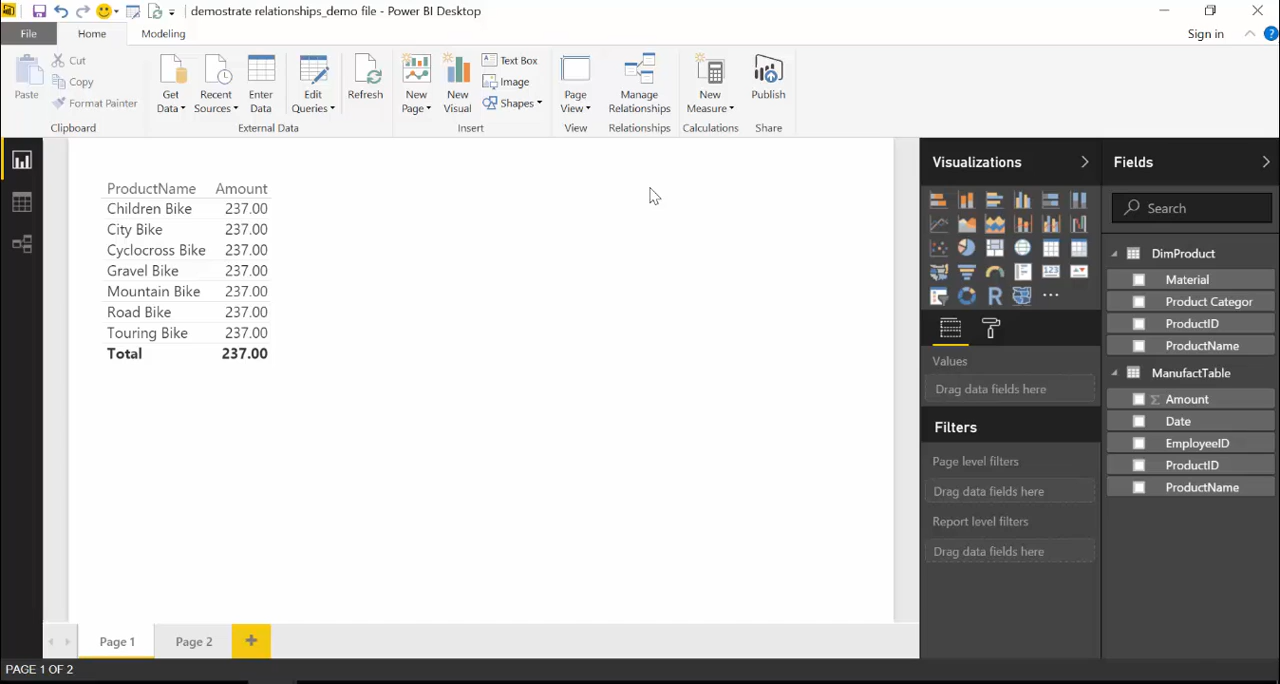 demostrate relationships_demo file - Power BI Desktop
File
Home
Modeling
Sign in
?
Paste
Cut
Copy
Format Painter
Clipboard
Get Data
Recent Sources
Enter Data
Edit Queries
Refresh
External Data
New Page
New Visual
Text Box
Image
Shapes
Insert
Page View
View
Manage Relationships
Relationships
New Measure
Calculations
Publish
Share
ProductName Amount
Children Bike 237.00
City Bike 237.00
Cyclocross Bike 237.00
Gravel Bike 237.00
Mountain Bike 237.00
Road Bike 237.00
Touring Bike 237.00
Total 237.00
Visualizations
R
123
Values
Drag data fields here
Filters
Page level filters
Drag data fields here
Report level filters
Drag data fields here
Fields
Search
DimProduct
Material
Product Categor
ProductID
ProductName
ManufactTable
Σ Amount
Date
EmployeeID
ProductID
ProductName
Page 1
Page 2
+
PAGE 1 OF 2